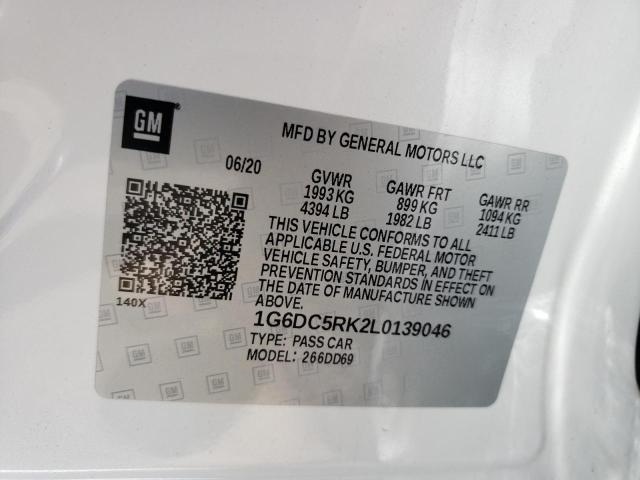 GM
MFD BY GENERAL MOTORS LLC
06/20
GVWR
1993 KG
4394 LB
GAWR FRT
899 KG
1982 LB
GAWR RR
1094 KG
2411 LB
THIS VEHICLE CONFORMS TO ALL
APPLICABLE U.S. FEDERAL MOTOR
VEHICLE SAFETY, BUMPER, AND THEFT
PREVENTION STANDARDS IN EFFECT ON
THE DATE OF MANUFACTURE SHOWN
ABOVE.
140X
1G6DC5RK2L0139046
TYPE: PASS CAR
MODEL: 266DD69